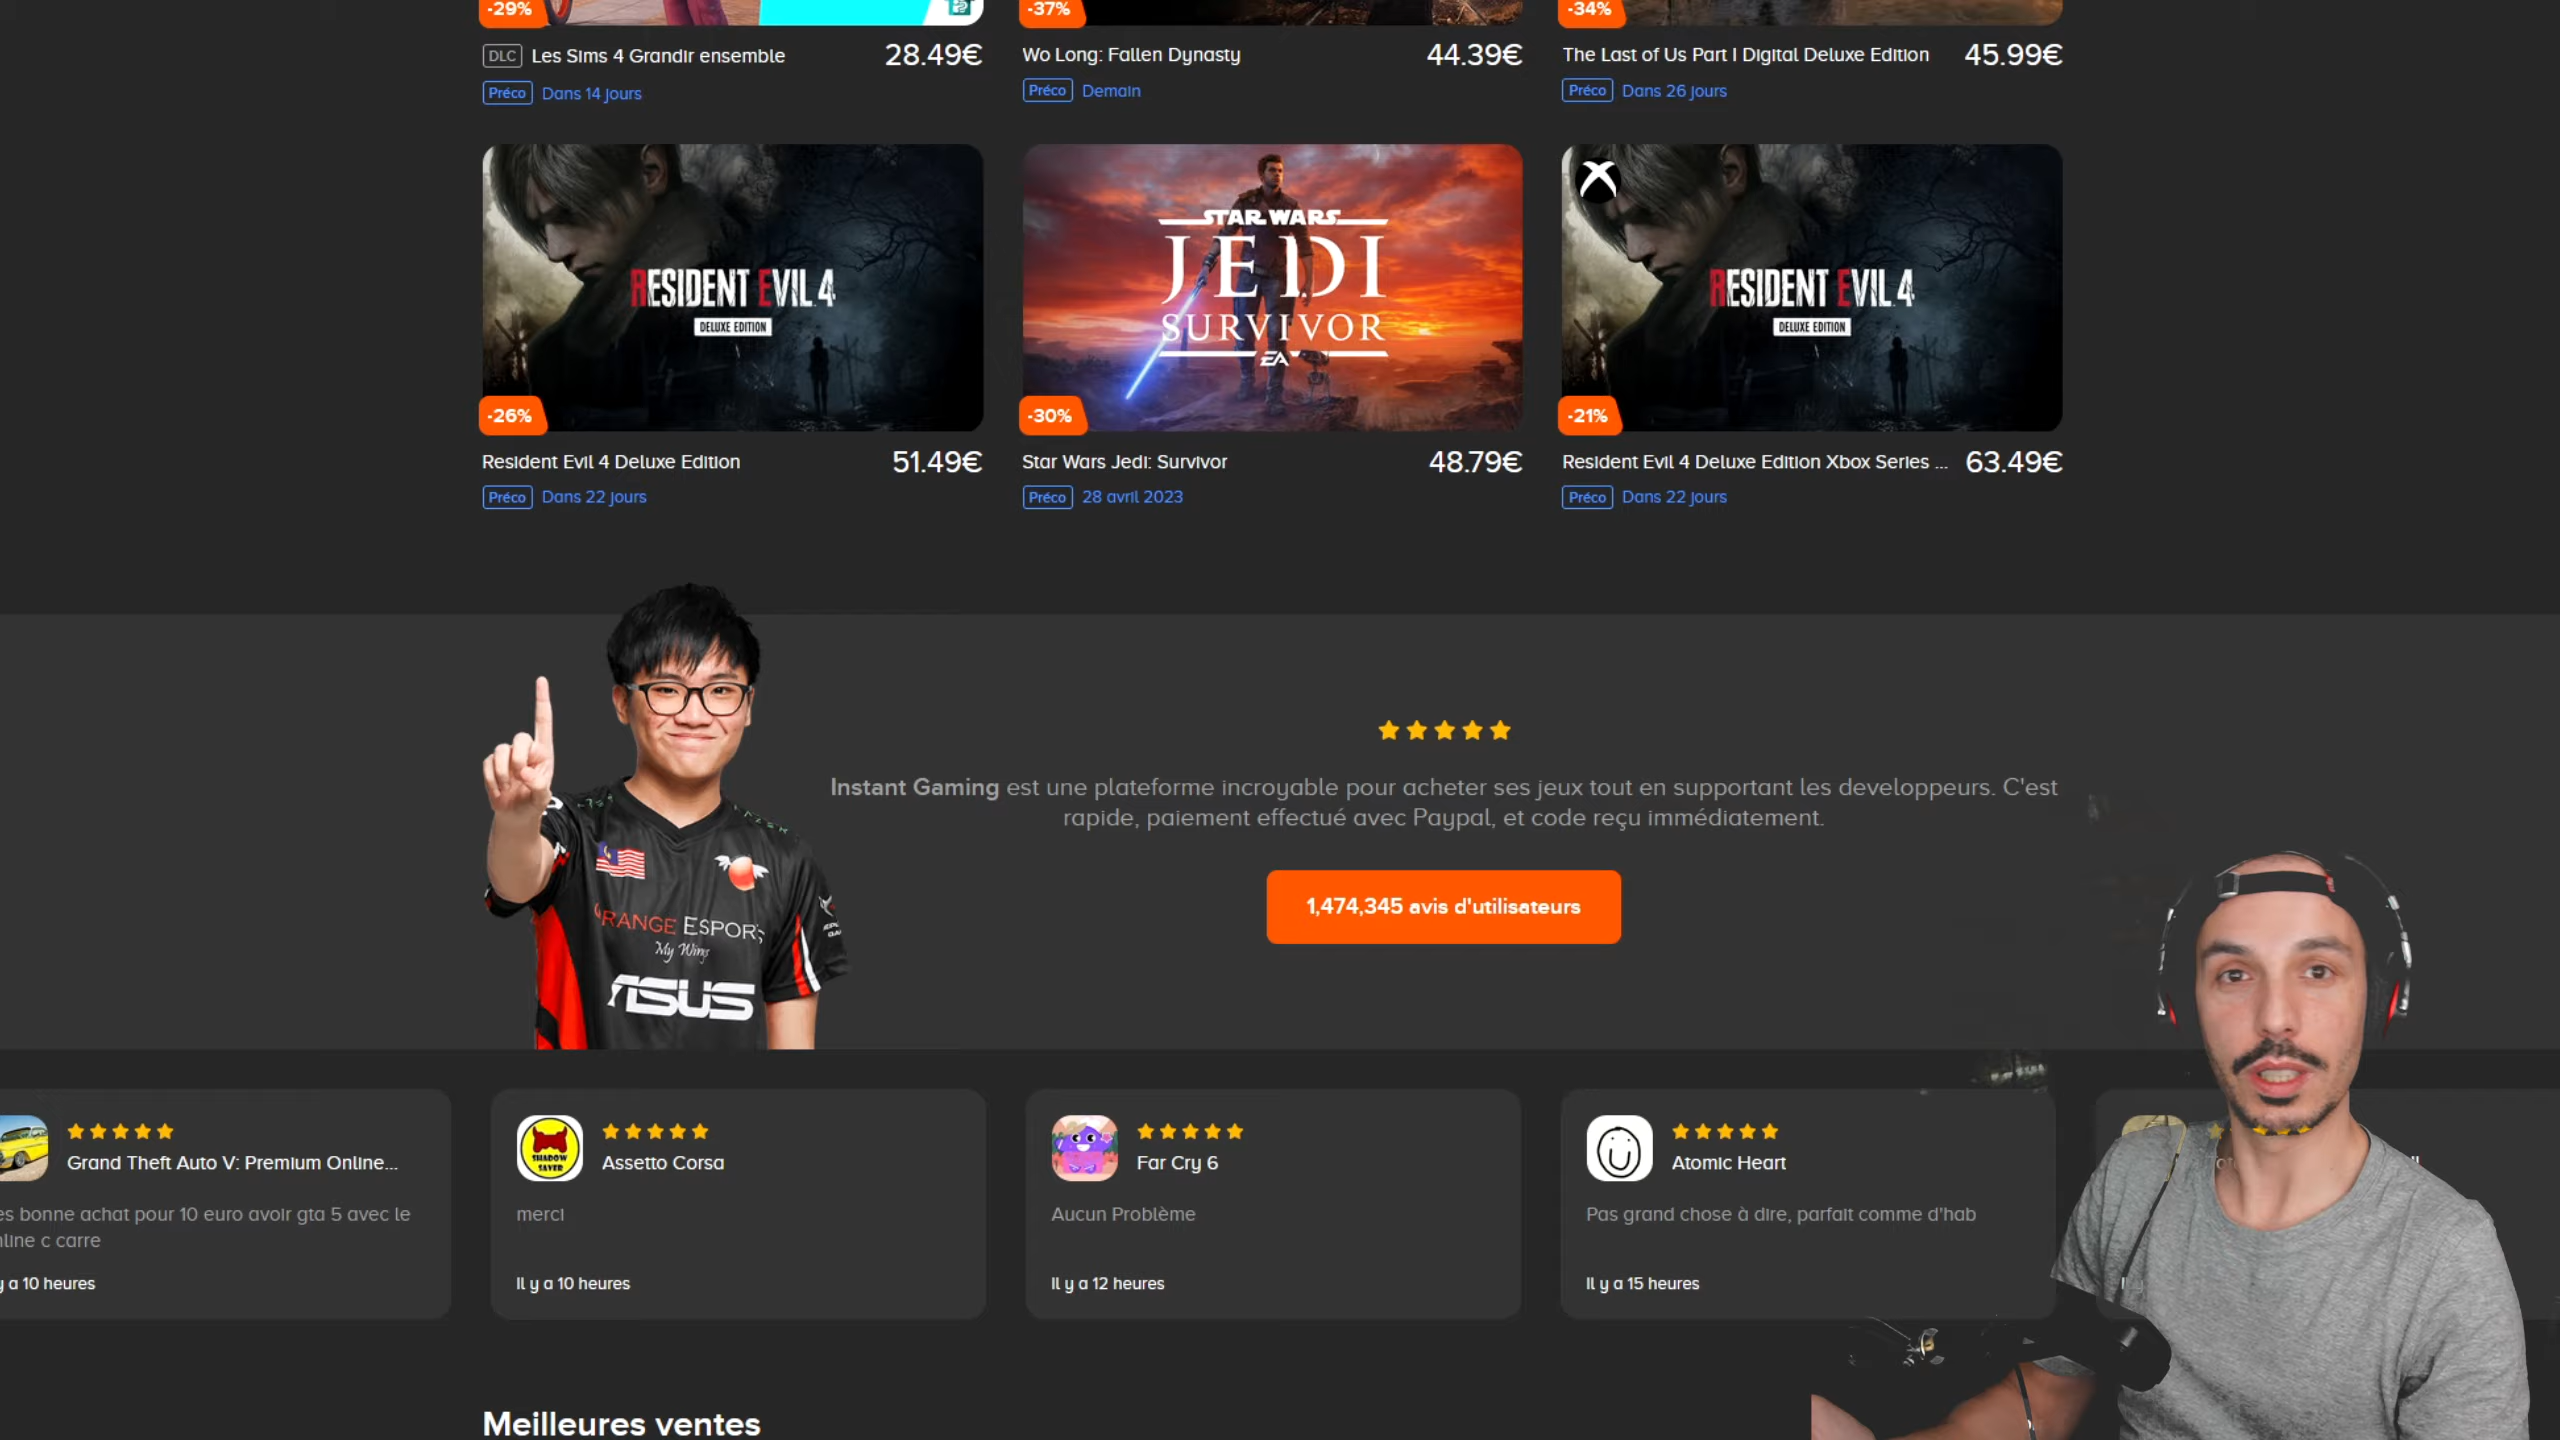 -29%
-37%
-34%
DLC Les Sims 4 Grandir ensemble 28.49€
Préco Dans 14 jours
Wo Long: Fallen Dynasty 44.39€
Préco Demain
The Last of Us Part I Digital Deluxe Edition 45.99€
Préco Dans 26 jours
RESIDENT EVIL 4
DELUXE EDITION
-26%
STAR WARS
JEDI
SURVIVOR
EA
-30%
RESIDENT EVIL 4
DELUXE EDITION
-21%
Resident Evil 4 Deluxe Edition 51.49€
Préco Dans 22 jours
Star Wars Jedi: Survivor 48.79€
Préco 28 avril 2023
Resident Evil 4 Deluxe Edition Xbox Series ... 63.49€
Préco Dans 22 jours
Instant Gaming est une plateforme incroyable pour acheter ses jeux tout en supportant les developpeurs. C'est
rapide, paiement effectué avec Paypal, et code reçu immédiatement.
1,474,345 avis d'utilisateurs
ORANGE ESPORTS
My Wings
ASUS
Grand Theft Auto V: Premium Online...
bonne achat pour 10 euro avoir gta 5 avec le
c carre
a 10 heures
SHADOW
SAVER
Assetto Corsa
merci
Il y a 10 heures
Far Cry 6
Aucun Problème
Il y a 12 heures
Atomic Heart
Pas grand chose à dire, parfait comme d'hab
Il y a 15 heures
Meilleures ventes